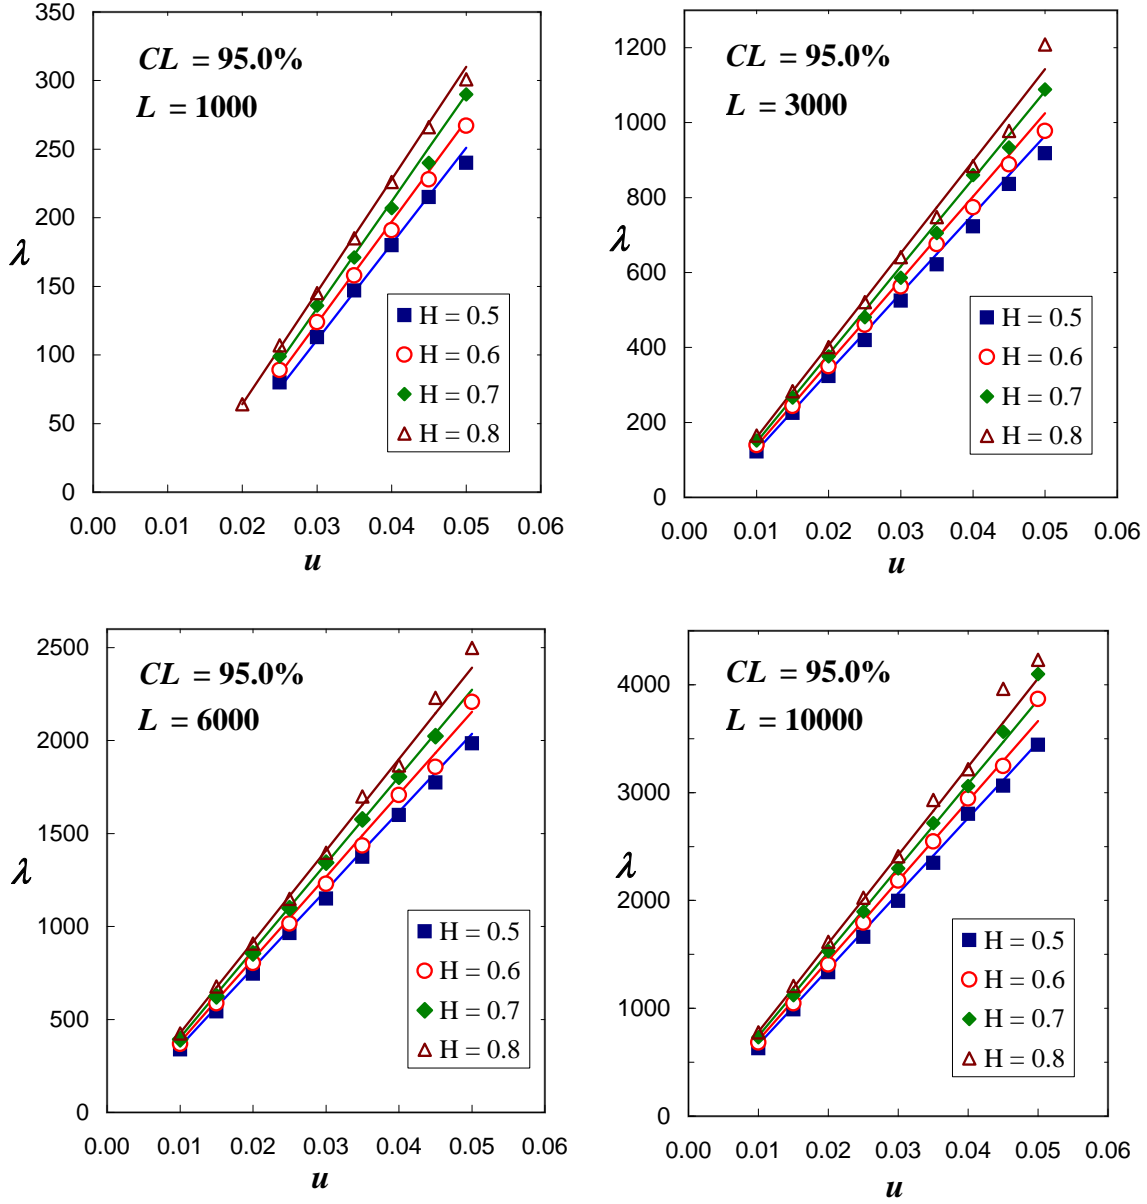 350
300
250
200
150
100
50
0
λ
CL = 95.0%
L = 1000
H = 0.5
H = 0.6
H = 0.7
H = 0.8
0.00 0.01 0.02 0.03 0.04 0.05 0.06
u
1200
1000
800
600
400
200
0
λ
CL = 95.0%
L = 3000
H = 0.5
H = 0.6
H = 0.7
H = 0.8
0.00 0.01 0.02 0.03 0.04 0.05 0.06
u
2500
2000
1500
1000
500
0
λ
CL = 95.0%
L = 6000
H = 0.5
H = 0.6
H = 0.7
H = 0.8
0.00 0.01 0.02 0.03 0.04 0.05 0.06
u
4000
3000
2000
1000
0
λ
CL = 95.0%
L = 10000
H = 0.5
H = 0.6
H = 0.7
H = 0.8
0.00 0.01 0.02 0.03 0.04 0.05 0.06
u